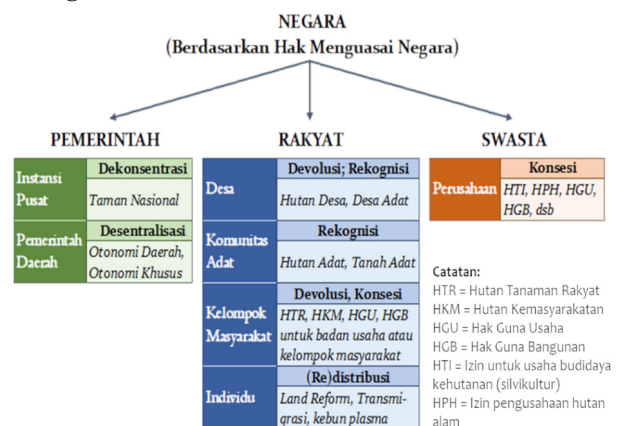 NEGARA
(Berdasarkan Hak Menguasai Negara)
PEMERINTAH
Instansi
Pusat
Dekonsentrasi
Taman Nasional
Pemerintah
Daerah
Desentralisasi
Otonomi Daerah,
Otonomi Khusus
RAKYAT
Desa
Devolusi; Rekognisi
Hutan Desa, Desa Adat
Komunitas
Adat
Rekognisi
Hutan Adat, Tanah Adat
Kelompok
Masyarakat
Devolusi, Konsesi
HTR, HKM, HGU, HGB
untuk badan usaha atau
kelompok masyarakat
Individu
(Re)distribusi
Land Reform, Transmi-
grasi, kebun plasma
SWASTA
Perusahaan
Konsesi
HTI, HPH, HGU,
HGB, dsb
Catatan:
HTR = Hutan Tanaman Rakyat
HKM = Hutan Kemasyarakatan
HGU = Hak Guna Usaha
HGB = Hak Guna Bangunan
HTI = Izin untuk usaha budidaya
kehutanan (silvikultur)
HPH = Izin pengusahaan hutan
alam